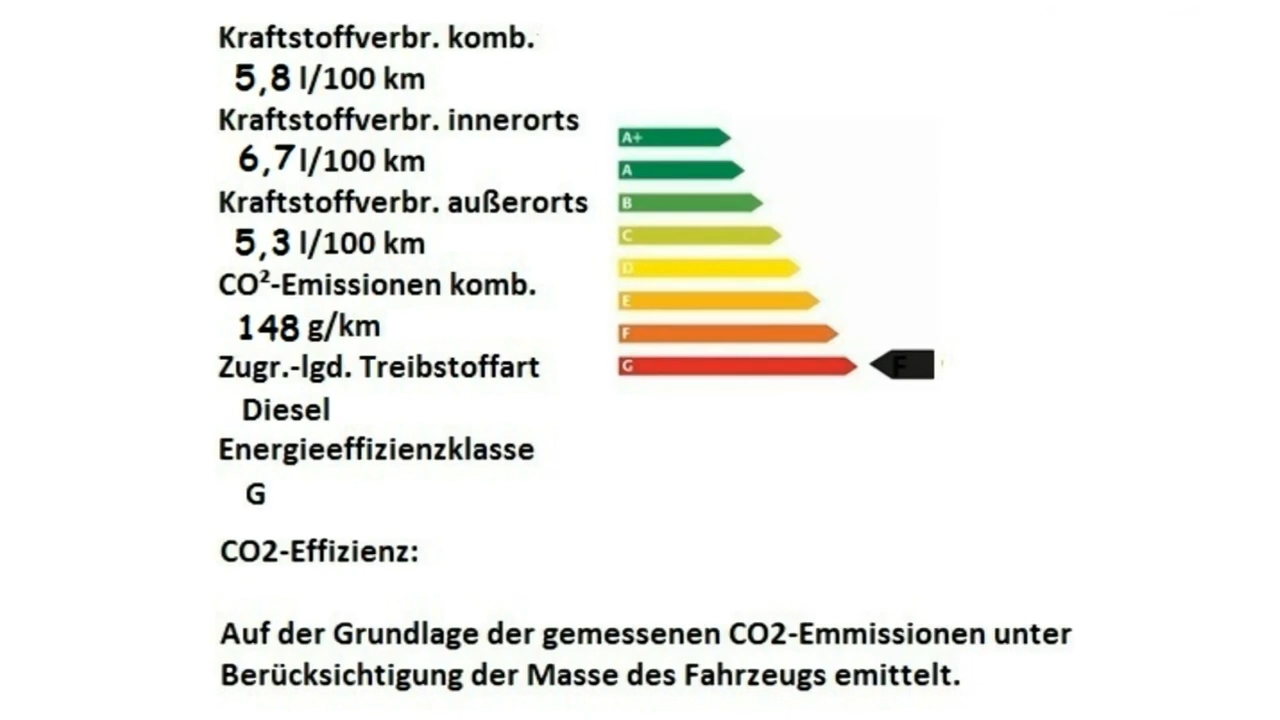 Kraftstoffverbr. komb.
5,8 l/100 km
Kraftstoffverbr. innerorts
6,7 l/100 km
Kraftstoffverbr. außerorts
5,3 l/100 km
CO²-Emissionen komb.
148 g/km
Zugr.-lgd. Treibstoffart
Diesel
Energieeffizienzklasse
G
A+
A
B
C
D
E
F
G
F
CO2-Effizienz:
Auf der Grundlage der gemessenen CO2-Emmissionen unter
Berücksichtigung der Masse des Fahrzeugs emittelt.